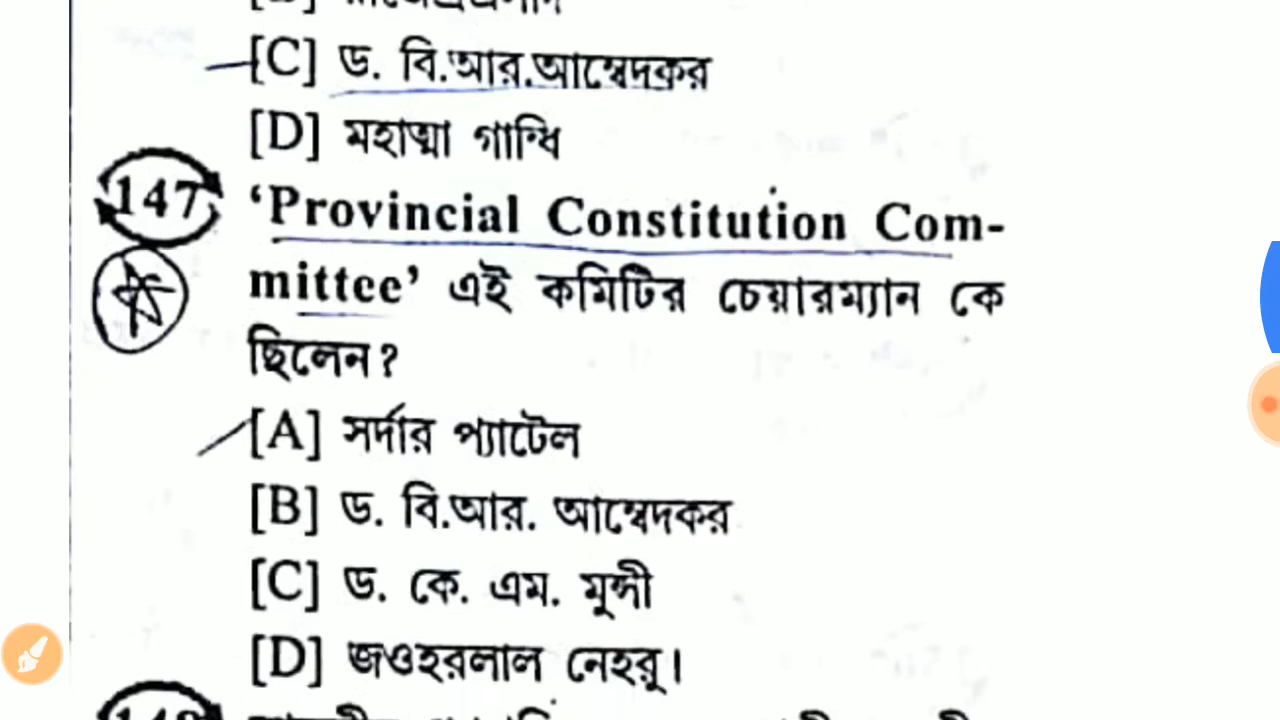 [C] ড. বি.আর.আম্বেদকর
[D] মহাত্মা গান্ধি
147 ‘Provincial Constitution Com-
mittee’ এই কমিটির চেয়ারম্যান কে
ছিলেন?
[A] সর্দার প্যাটেল
[B] ড. বি.আর. আম্বেদকর
[C] ড. কে. এম. মুন্সী
[D] জওহরলাল নেহরু।